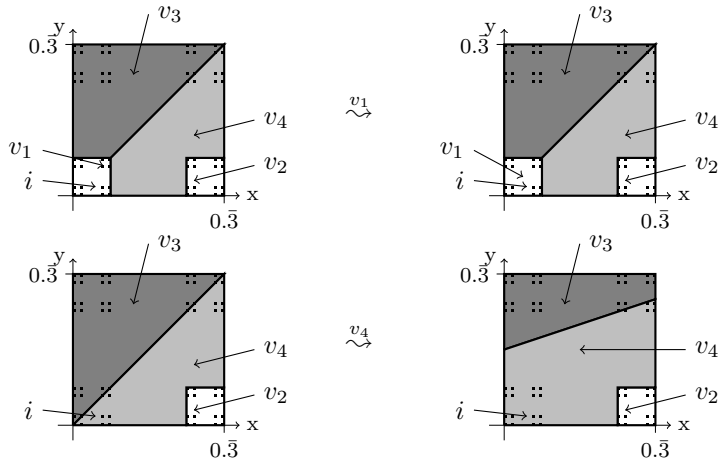 y v₃ y v₃
0.3̄ 0.3̄
v₁
v₄ ⇝ v₄
v₁ v₁
i v₂ i v₂
x x
0.3̄ 0.3̄
y v₃ y v₃
0.3̄ 0.3̄
v₄
v₄ ⇝ v₄
i v₂ i v₂
x x
0.3̄ 0.3̄